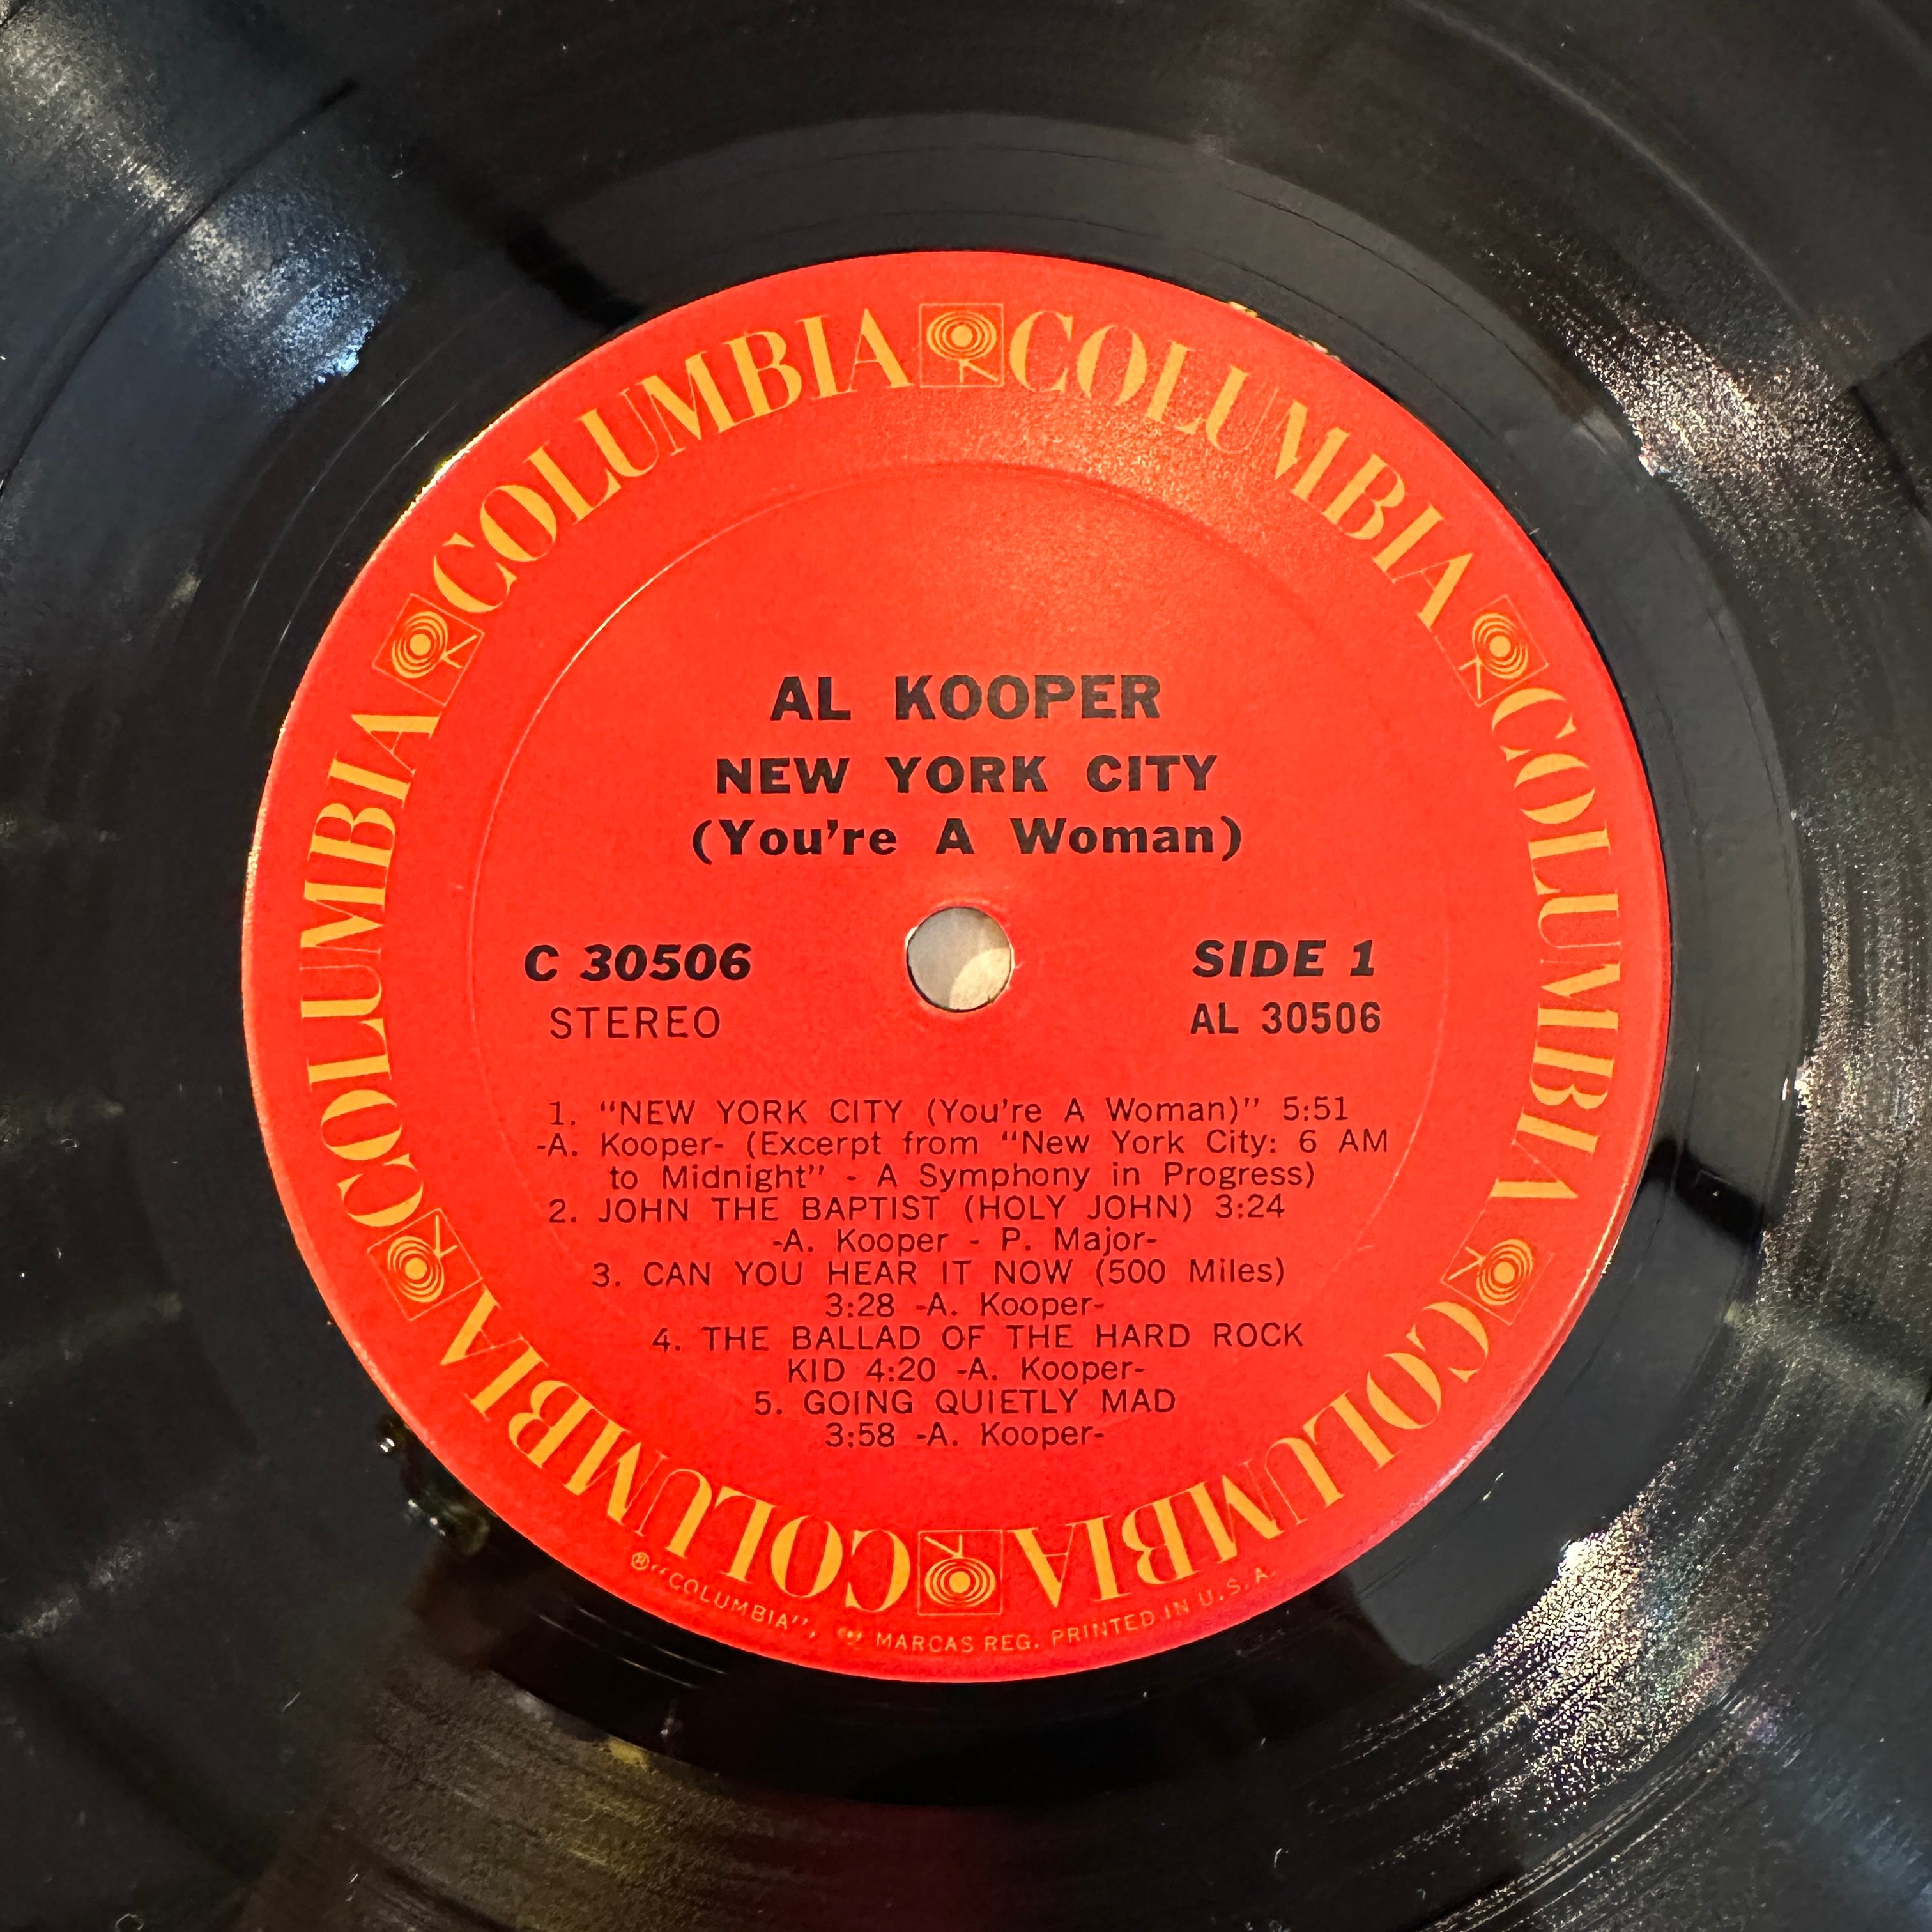 COLUMBIA COLUMBIA COLUMBIA COLUMBIA COLUMBIA COLUMBIA
AL KOOPER
NEW YORK CITY
(You're A Woman)
C 30506
STEREO
SIDE 1
AL 30506
1. "NEW YORK CITY (You're A Woman)" 5:51
-A. Kooper- (Excerpt from "New York City: 6 AM
to Midnight" - A Symphony in Progress)
2. JOHN THE BAPTIST (HOLY JOHN) 3:24
-A. Kooper - P. Major-
3. CAN YOU HEAR IT NOW (500 Miles)
3:28 -A. Kooper-
4. THE BALLAD OF THE HARD ROCK
KID 4:20 -A. Kooper-
5. GOING QUIETLY MAD
3:58 -A. Kooper-
®"COLUMBIA", MARCAS REG. PRINTED IN U.S.A.